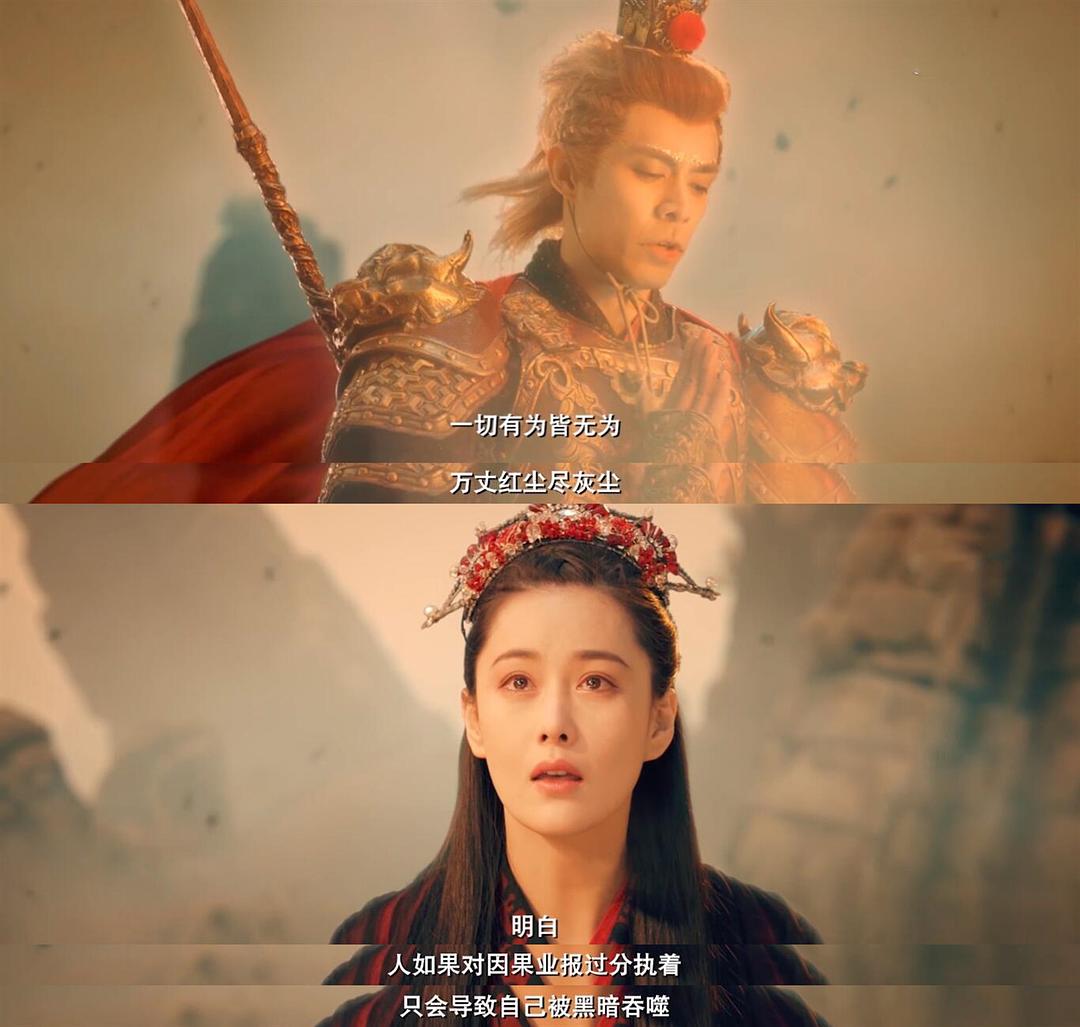 一切有为皆无为
万丈红尘尽灰尘
明白
人如果对因果业报过分执着
只会导致自己被黑暗吞噬